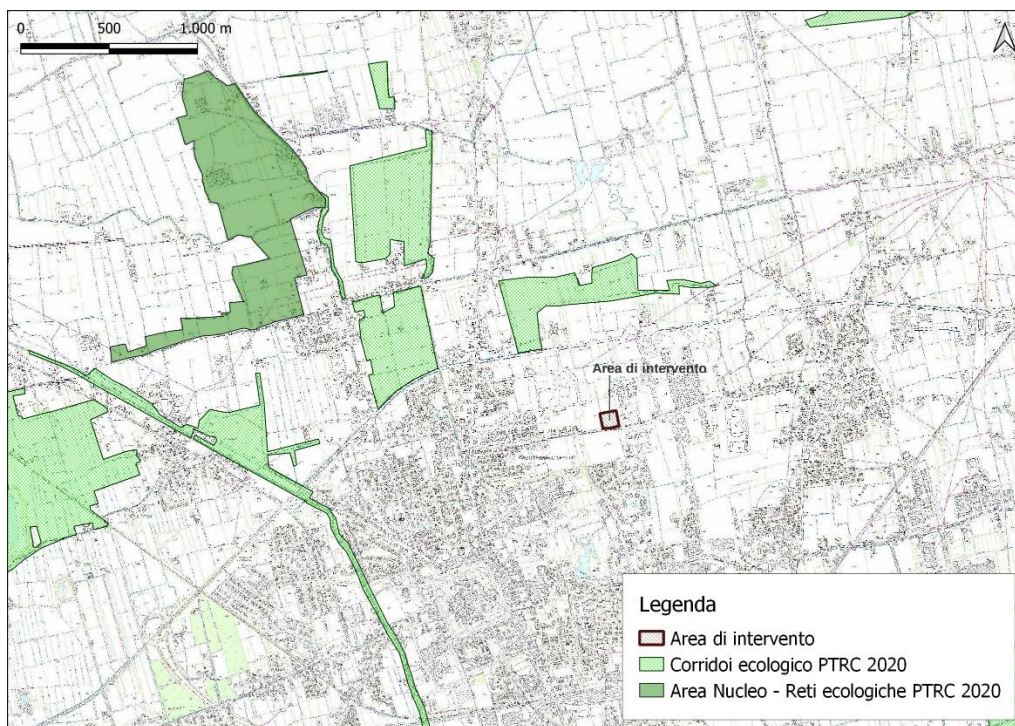 0 500 1.000 m
Area di intervento
Legenda
Area di intervento
Corridoi ecologico PTRC 2020
Area Nucleo - Reti ecologiche PTRC 2020